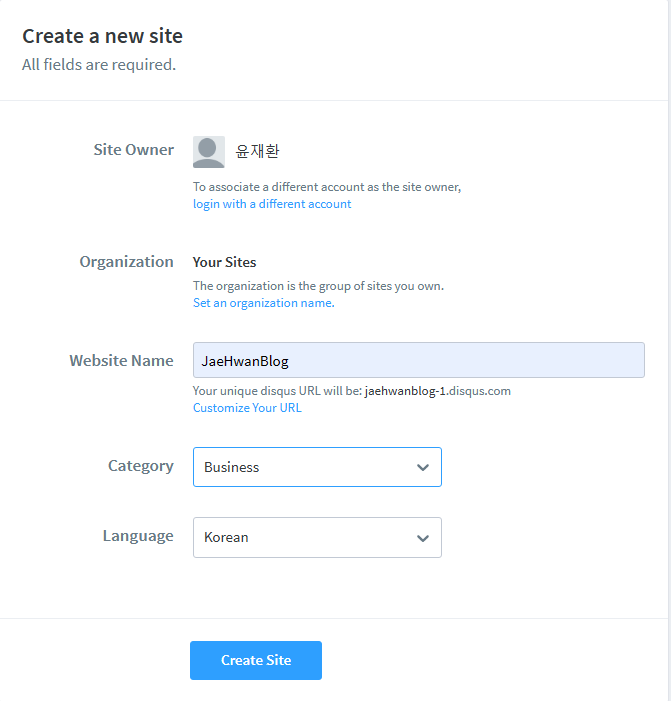 Create a new site
All fields are required.
Site Owner
윤재환
To associate a different account as the site owner,
login with a different account
Organization
Your Sites
The organization is the group of sites you own.
Set an organization name.
Website Name
JaeHwanBlog
Your unique disqus URL will be: jaehwanblog-1.disqus.com
Customize Your URL
Category
Business
Language
Korean
Create Site